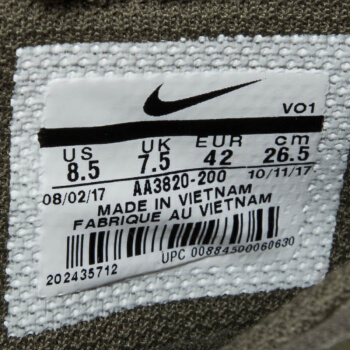 VO1
US UK EUR cm
8.5 7.5 42 26.5
08/02/17 AA3820-200 10/11/17
MADE IN VIETNAM
FABRIQUE AU VIETNAM
202435712
UPC 00884500060630